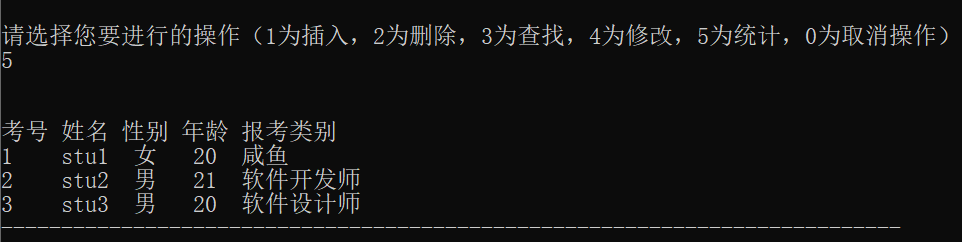 请选择您要进行的操作（1为插入，2为删除，3为查找，4为修改，5为统计，0为取消操作）
5
考号 姓名 性别 年龄 报考类别
1 stu1 女 20 咸鱼
2 stu2 男 21 软件开发师
3 stu3 男 20 软件设计师
---------------------------------------------------------------------------